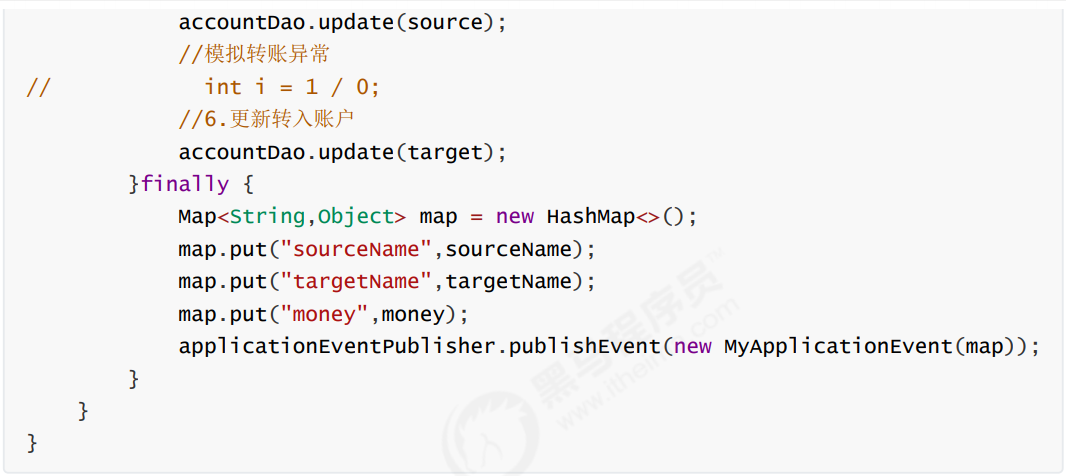 accountDao.update(source);
//模拟转账异常
// int i = 1 / 0;
//6.更新转入账户
accountDao.update(target);
}finally {
Map<String,Object> map = new HashMap<>();
map.put("sourceName",sourceName);
map.put("targetName",targetName);
map.put("money",money);
applicationEventPublisher.publishEvent(new MyApplicationEvent(map));
}
}
}
黑马程序员™
www.itheima.com